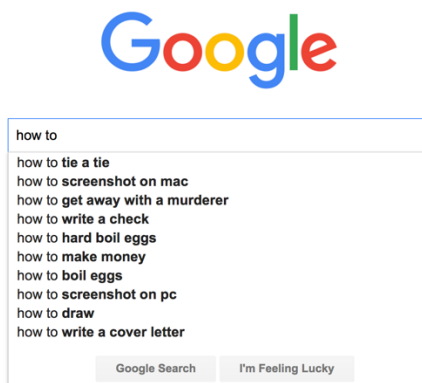 Google
how to
how to tie a tie
how to screenshot on mac
how to get away with a murderer
how to write a check
how to hard boil eggs
how to make money
how to boil eggs
how to screenshot on pc
how to draw
how to write a cover letter
Google Search I'm Feeling Lucky